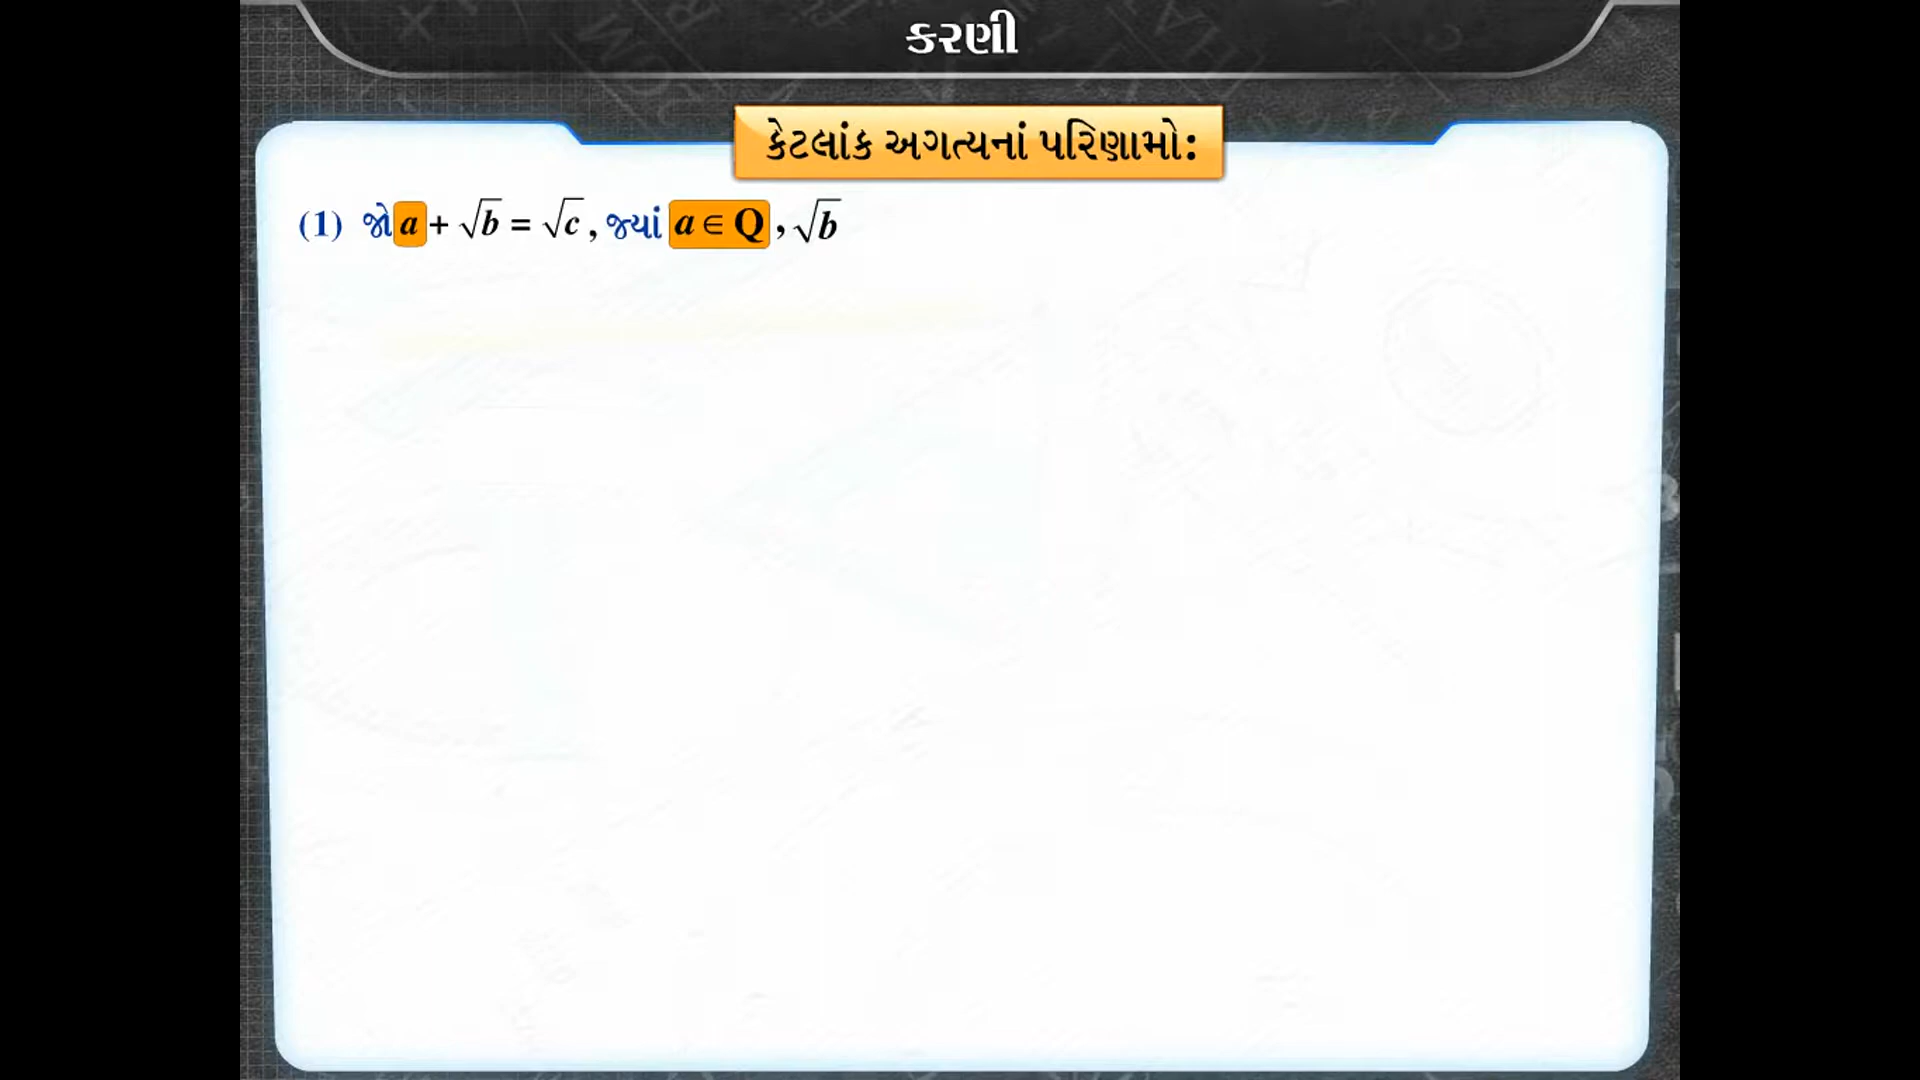 કરણી
કેટલાંક અગત્યનાં પરિણામો:
(1) જો a + √b = √c , જ્યાં a ∈ Q , √b